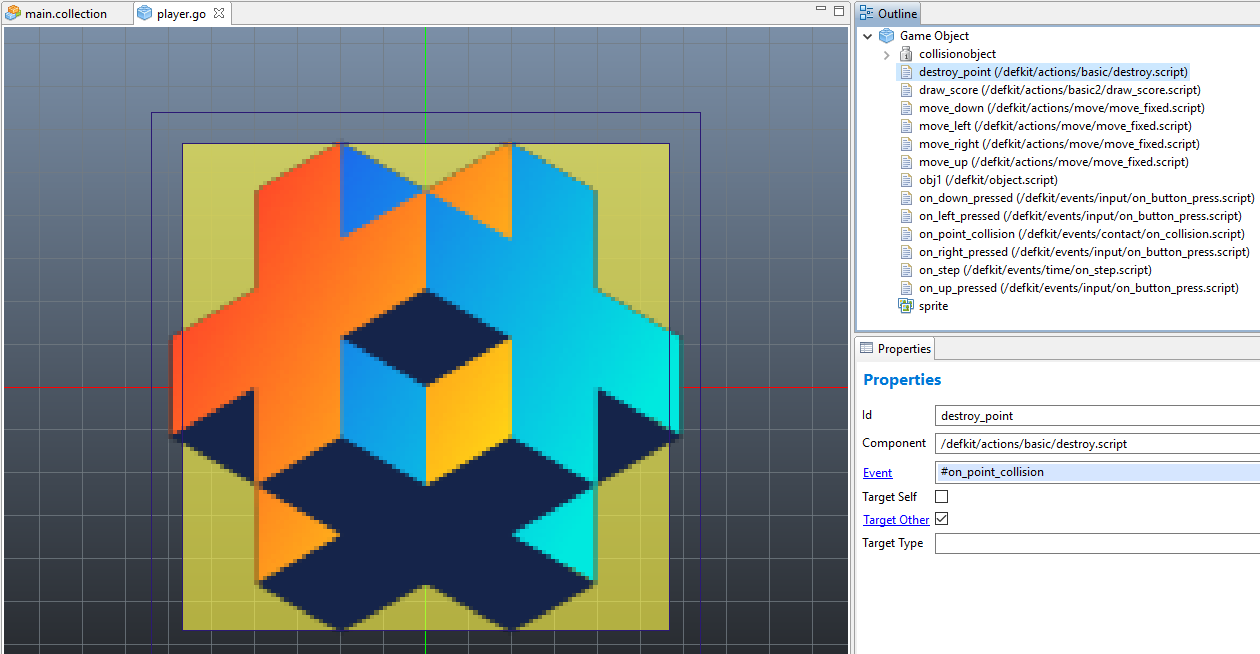 main.collection
player.go
Outline
Game Object
collisionobject
destroy_point (/defkit/actions/basic/destroy.script)
draw_score (/defkit/actions/basic2/draw_score.script)
move_down (/defkit/actions/move/move_fixed.script)
move_left (/defkit/actions/move/move_fixed.script)
move_right (/defkit/actions/move/move_fixed.script)
move_up (/defkit/actions/move/move_fixed.script)
obj1 (/defkit/object.script)
on_down_pressed (/defkit/events/input/on_button_press.script)
on_left_pressed (/defkit/events/input/on_button_press.script)
on_point_collision (/defkit/events/contact/on_collision.script)
on_right_pressed (/defkit/events/input/on_button_press.script)
on_step (/defkit/events/time/on_step.script)
on_up_pressed (/defkit/events/input/on_button_press.script)
sprite
Properties
Properties
Id destroy_point
Component /defkit/actions/basic/destroy.script
Event #on_point_collision
Target Self
Target Other
Target Type